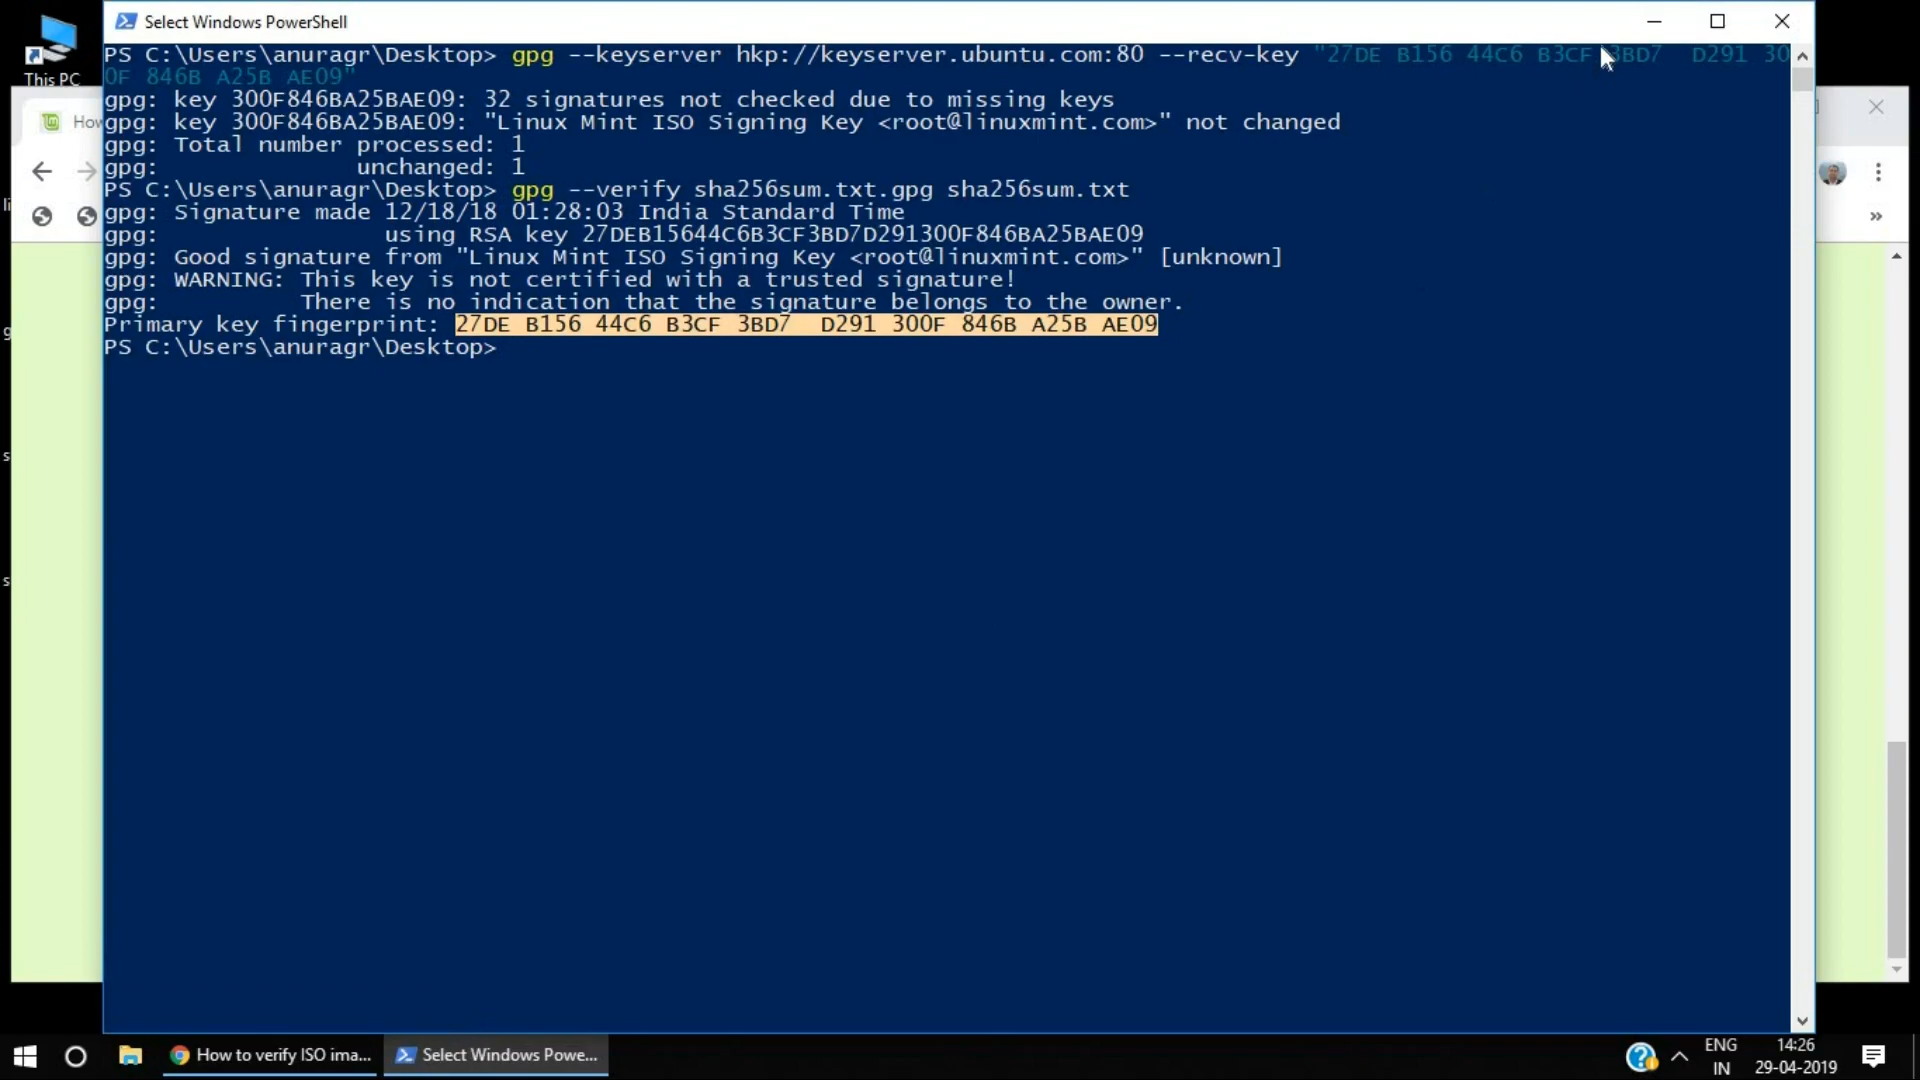 Select Windows PowerShell
This PC
PS C:\Users\anuragr\Desktop> gpg --keyserver hkp://keyserver.ubuntu.com:80 --recv-key "27DE B156 44C6 B3CF 3BD7  D291 30
0F 846B A25B AE09"
gpg: key 300F846BA25BAE09: 32 signatures not checked due to missing keys
gpg: key 300F846BA25BAE09: "Linux Mint ISO Signing Key <root@linuxmint.com>" not changed
gpg: Total number processed: 1
gpg:              unchanged: 1
PS C:\Users\anuragr\Desktop> gpg --verify sha256sum.txt.gpg sha256sum.txt
gpg: Signature made 12/18/18 01:28:03 India Standard Time
gpg:                using RSA key 27DEB15644C6B3CF3BD7D291300F846BA25BAE09
gpg: Good signature from "Linux Mint ISO Signing Key <root@linuxmint.com>" [unknown]
gpg: WARNING: This key is not certified with a trusted signature!
gpg:          There is no indication that the signature belongs to the owner.
Primary key fingerprint: 27DE B156 44C6 B3CF 3BD7  D291 300F 846B A25B AE09
PS C:\Users\anuragr\Desktop>
How
»
How to verify ISO ima...
Select Windows Powe...
ENG
IN
14:26
29-04-2019